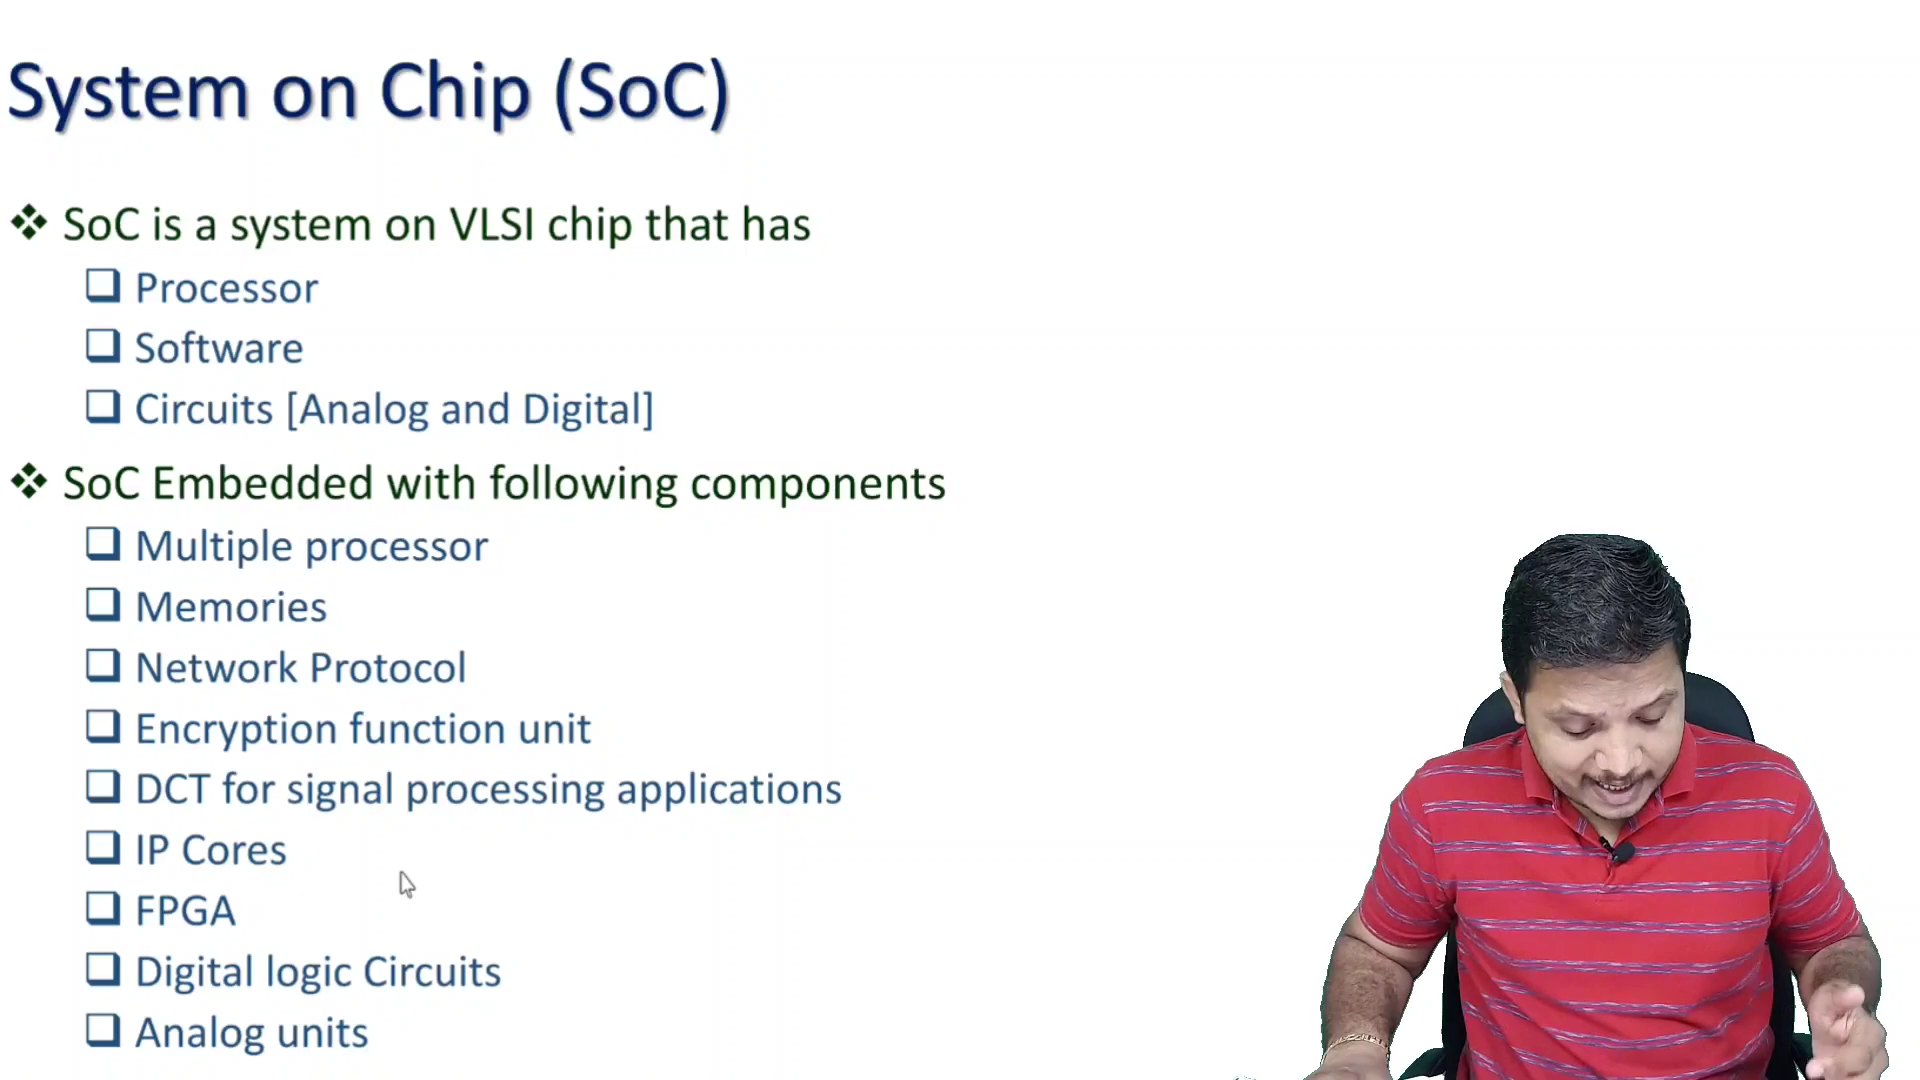 System on Chip (SoC)
SoC is a system on VLSI chip that has
Processor
Software
Circuits [Analog and Digital]
SoC Embedded with following components
Multiple processor
Memories
Network Protocol
Encryption function unit
DCT for signal processing applications
IP Cores
FPGA
Digital logic Circuits
Analog units